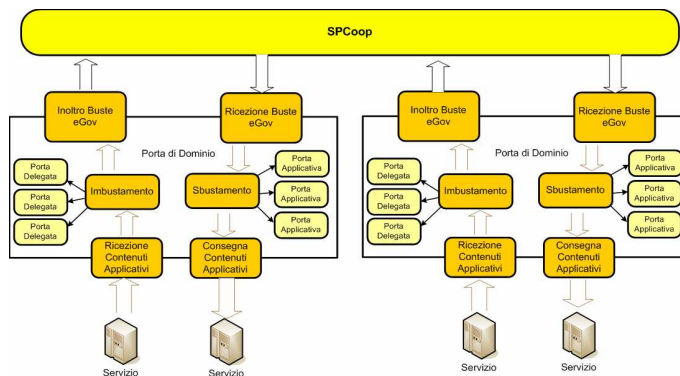 SPCoop
Inoltro Buste
eGov
Ricezione Buste
eGov
Porta di Dominio
Porta
Delegata
Porta
Delegata
Porta
Delegata
Imbustamento
Sbustamento
Porta
Applicativa
Porta
Applicativa
Porta
Applicativa
Ricezione
Contenuti
Applicativi
Consegna
Contenuti
Applicativi
Servizio
Servizio
Inoltro Buste
eGov
Ricezione Buste
eGov
Porta di Dominio
Porta
Delegata
Porta
Delegata
Porta
Delegata
Imbustamento
Sbustamento
Porta
Applicativa
Porta
Applicativa
Porta
Applicativa
Ricezione
Contenuti
Applicativi
Consegna
Contenuti
Applicativi
Servizio
Servizio